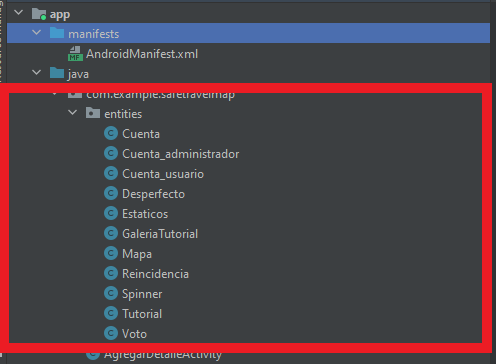 app
manifests
AndroidManifest.xml
java
com.example.safetravelmap
entities
Cuenta
Cuenta_administrador
Cuenta_usuario
Desperfecto
Estaticos
GaleriaTutorial
Mapa
Reincidencia
Spinner
Tutorial
Voto
AgregarDetalleActivity